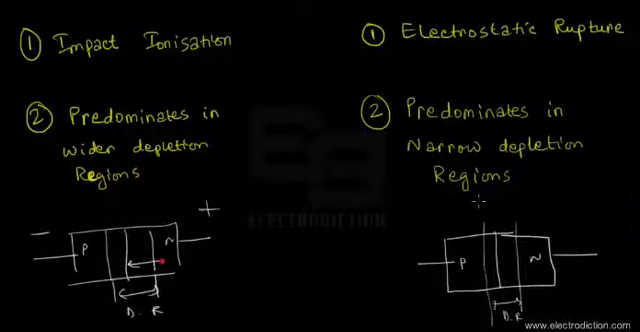 ① Impact Ionisation
② Predominates in
Wider depletion
Regions
P N
D. R
① Electrostatic Rupture
② Predominates in
Narrow depletion
Regions
P N
D. R
ELECTRODICTION
www.electrodiction.com